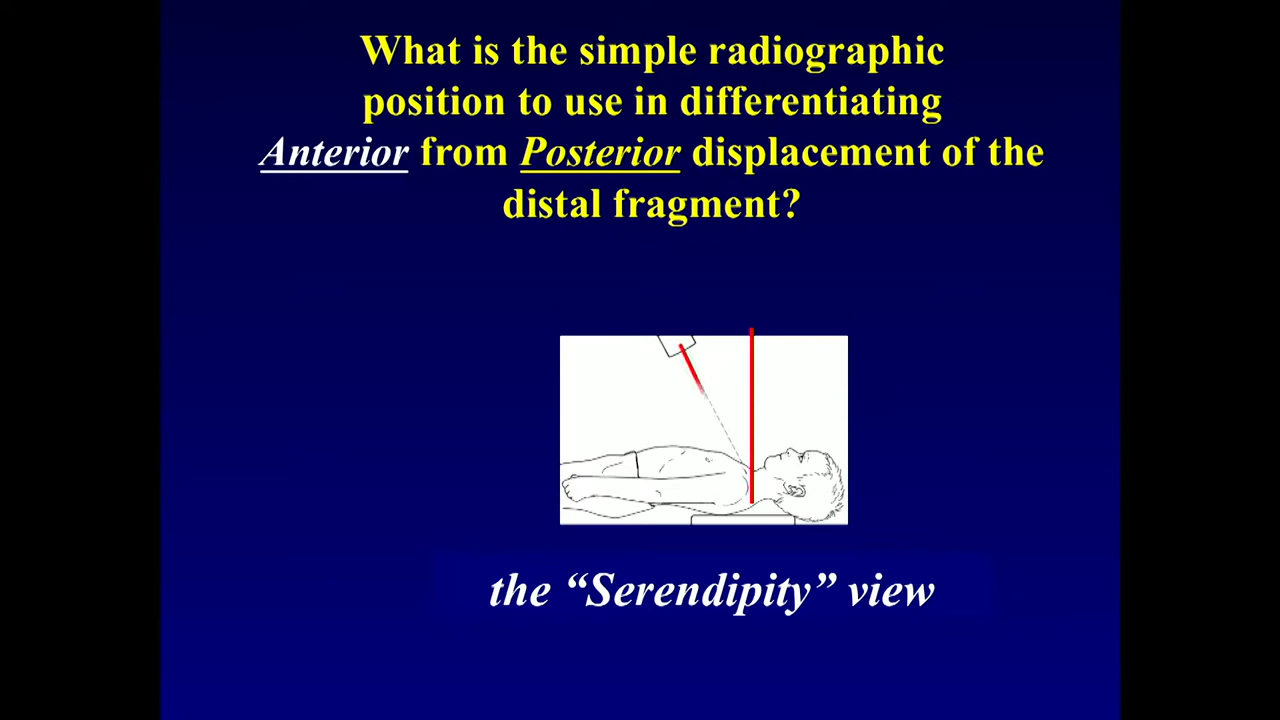 What is the simple radiographic
position to use in differentiating
Anterior from Posterior displacement of the
distal fragment?
the “Serendipity” view